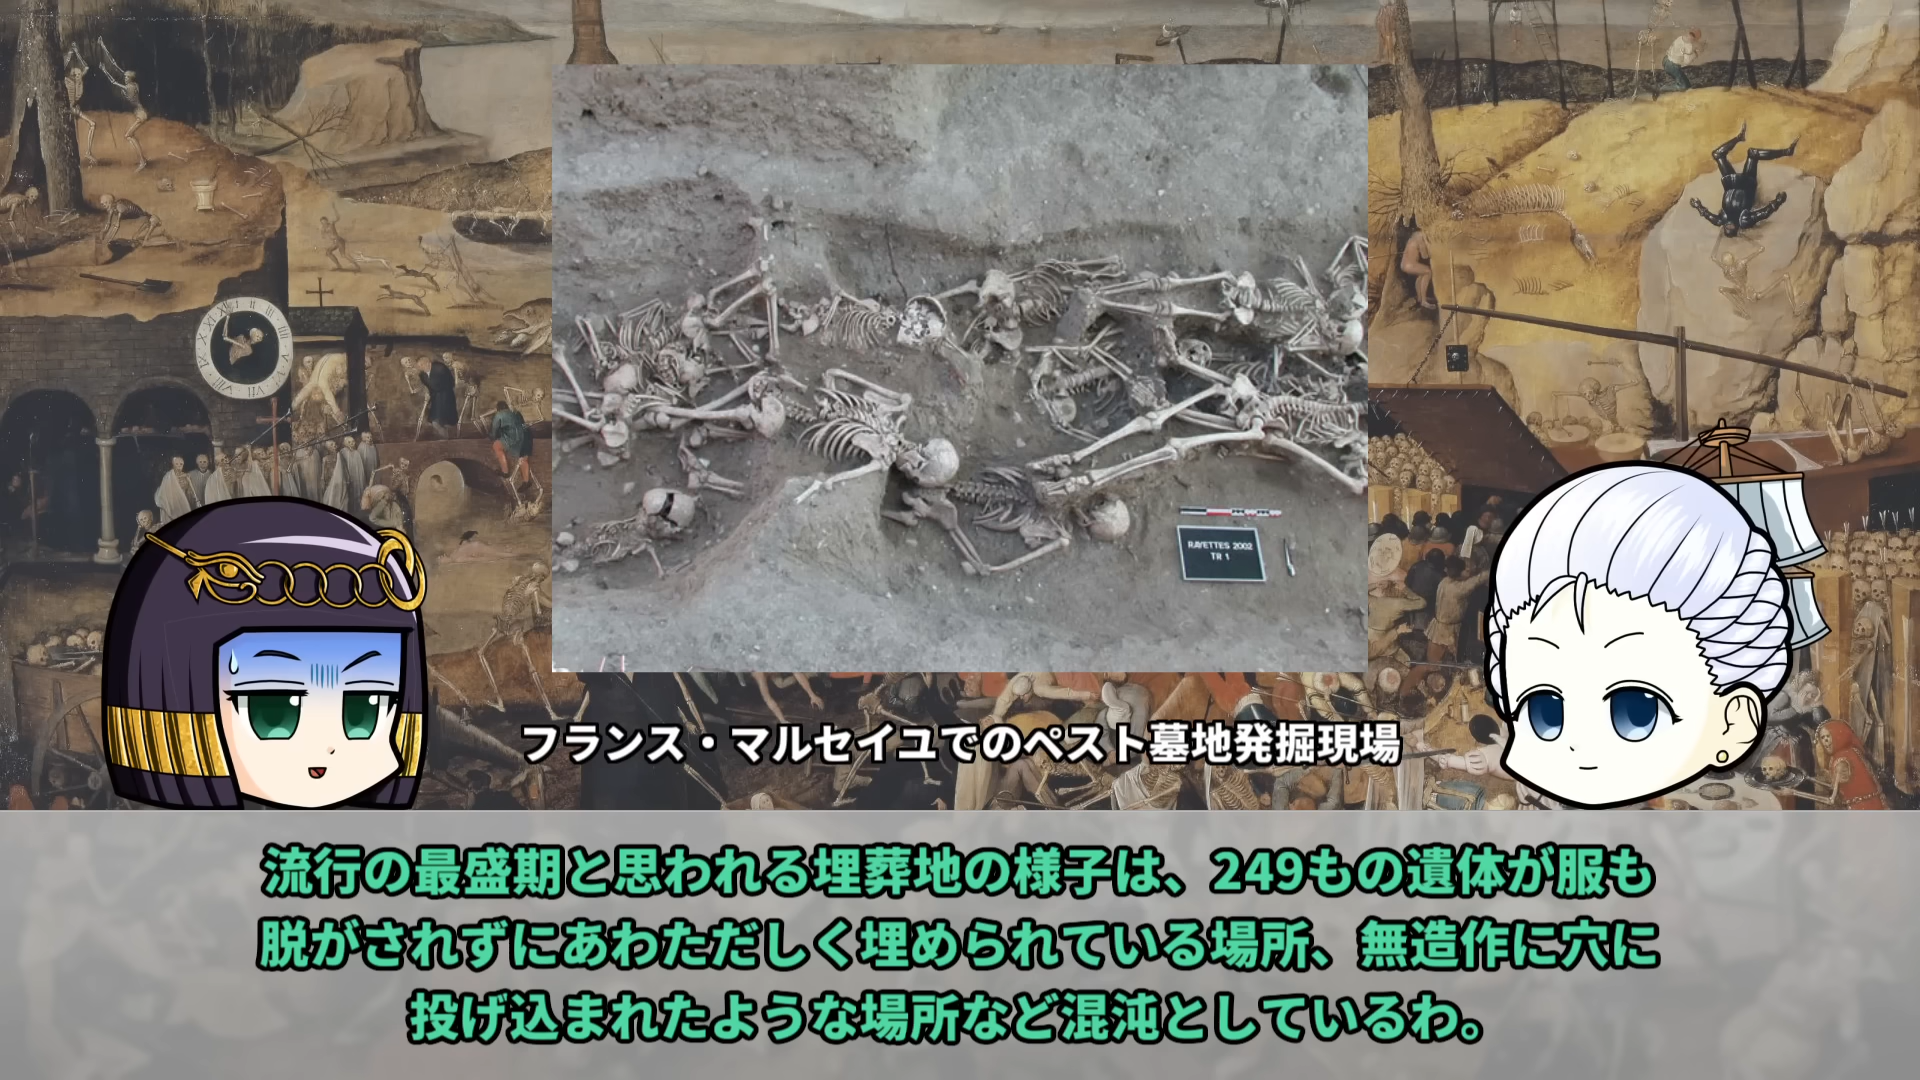 RAYETTES 2002
TR 1
フランス・マルセイユでのペスト墓地発掘現場
流行の最盛期と思われる埋葬地の様子は、249もの遺体が服も
脱がされずにあわただしく埋められている場所、無造作に穴に
投げ込まれたような場所など混沌としているわ。